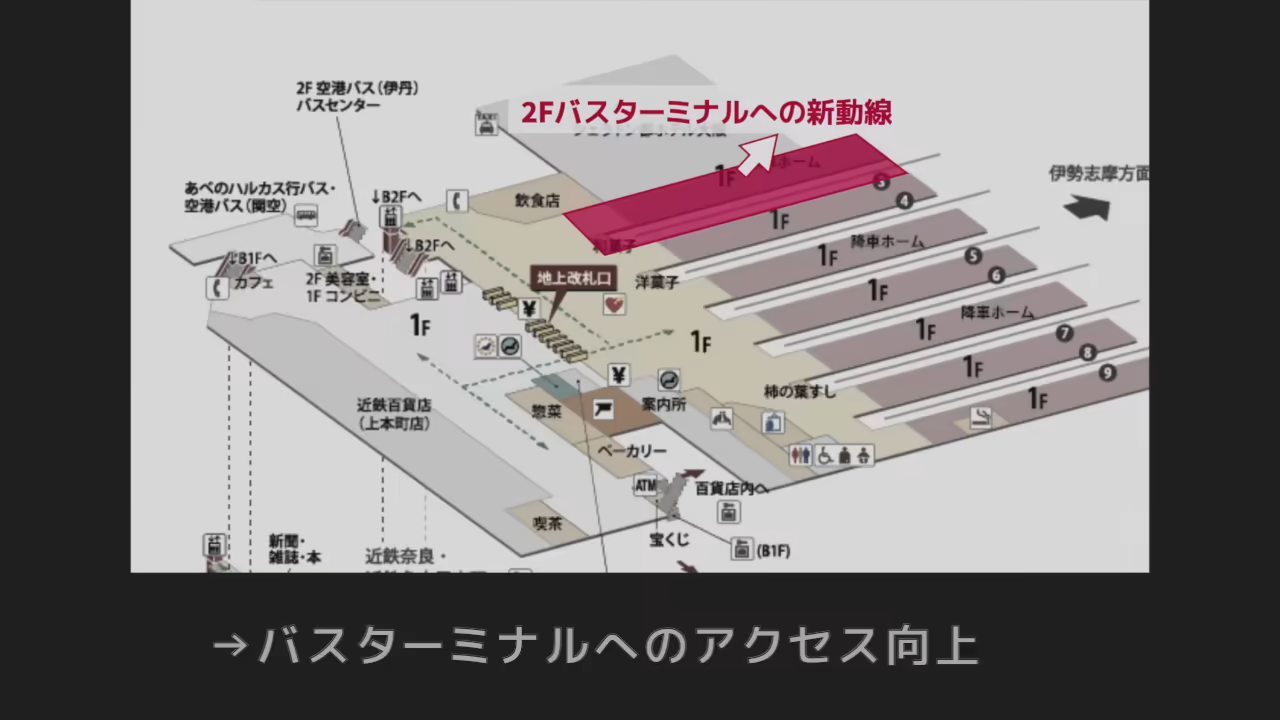 2F 空港バス(伊丹)
バスセンター
2Fバスターミナルへの新動線
TAXI
1F
伊勢志摩方面
あべのハルカス行バス・
空港バス(関空)
↓B2Fへ
飲食店
3
4
1F
↓B2Fへ
和菓子
1F
降車ホーム
5
6
↓B1Fへ
カフェ
2F 美容室・
1F コンビニ
地上改札口
洋菓子
1F
¥
1F
降車ホーム
1F
1F
7
8
9
¥
1F
柿の葉すし
1F
近鉄百貨店
(上本町店)
惣菜
案内所
ベーカリー
ATM
百貨店内へ
喫茶
宝くじ
(B1F)
新聞・
雑誌・本
近鉄奈良・
→バスターミナルへのアクセス向上